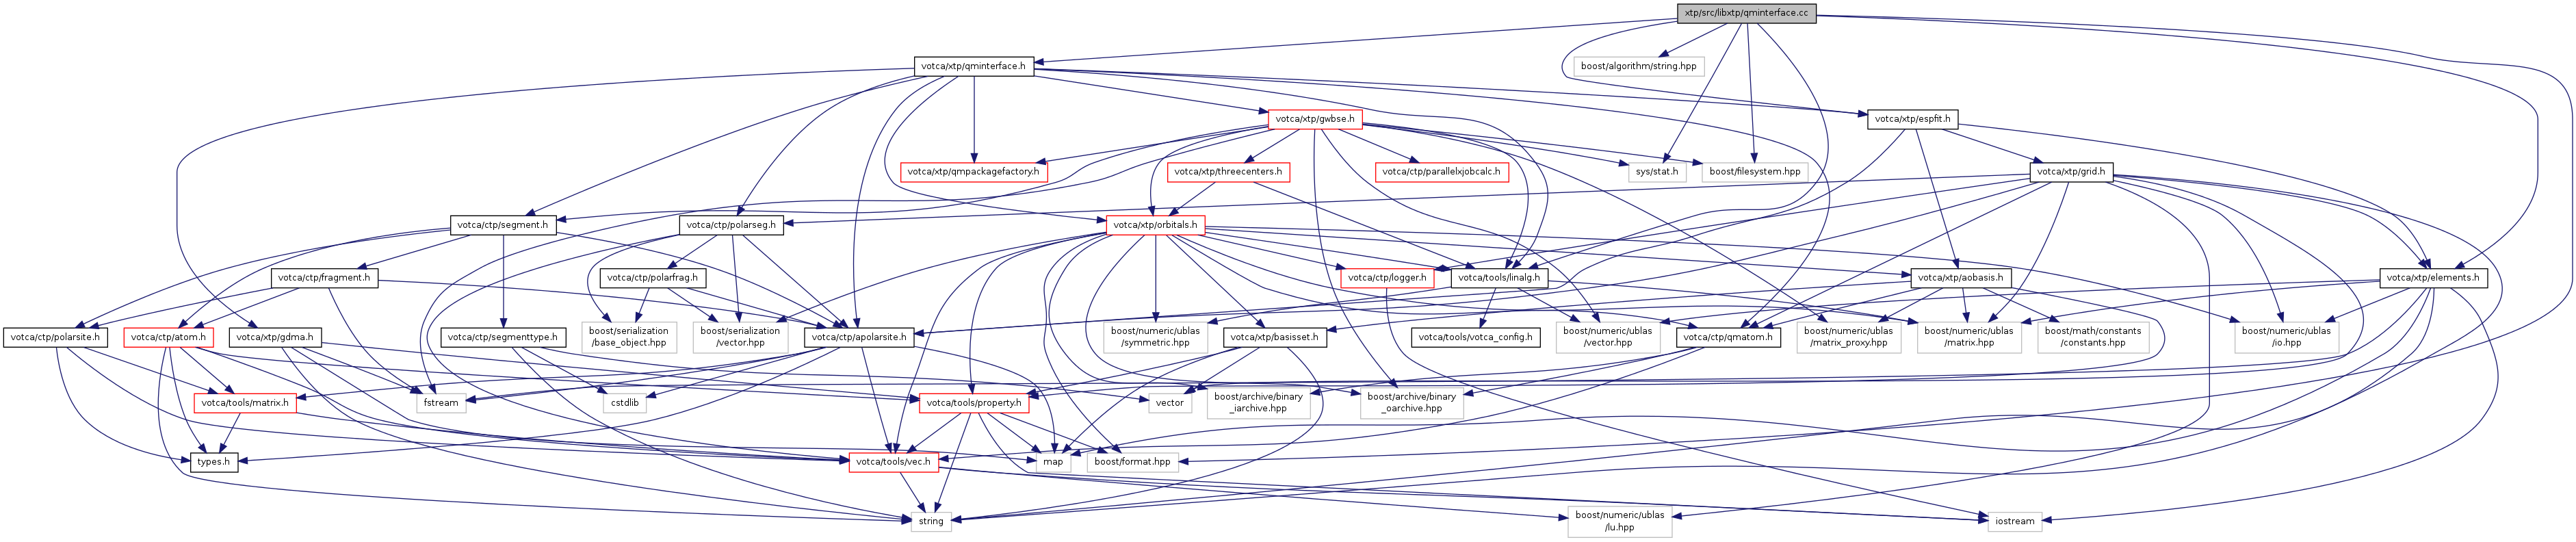 xtp/src/libxtp/qminterface.cc
votca/xtp/qminterface.h
boost/algorithm/string.hpp
votca/xtp/gwbse.h
votca/xtp/espfit.h
votca/xtp/qmpackagefactory.h
votca/xtp/threecenters.h
votca/ctp/parallelxjobcalc.h
sys/stat.h
boost/filesystem.hpp
votca/xtp/grid.h
votca/ctp/segment.h
votca/ctp/polarseg.h
votca/xtp/orbitals.h
votca/ctp/fragment.h
votca/ctp/polarfrag.h
votca/ctp/logger.h
votca/tools/linalg.h
votca/xtp/aobasis.h
votca/xtp/elements.h
votca/ctp/polarsite.h
votca/ctp/atom.h
votca/xtp/gdma.h
votca/ctp/segmenttype.h
boost/serialization
/base_object.hpp
boost/serialization
/vector.hpp
votca/ctp/apolarsite.h
boost/numeric/ublas
/symmetric.hpp
votca/xtp/basisset.h
votca/tools/votca_config.h
boost/numeric/ublas
/vector.hpp
votca/ctp/qmatom.h
boost/numeric/ublas
/matrix_proxy.hpp
boost/numeric/ublas
/matrix.hpp
boost/math/constants
/constants.hpp
boost/numeric/ublas
/io.hpp
votca/tools/matrix.h
fstream
cstdlib
votca/tools/property.h
vector
boost/archive/binary
_iarchive.hpp
boost/archive/binary
_oarchive.hpp
types.h
votca/tools/vec.h
map
boost/format.hpp
string
boost/numeric/ublas
/lu.hpp
iostream